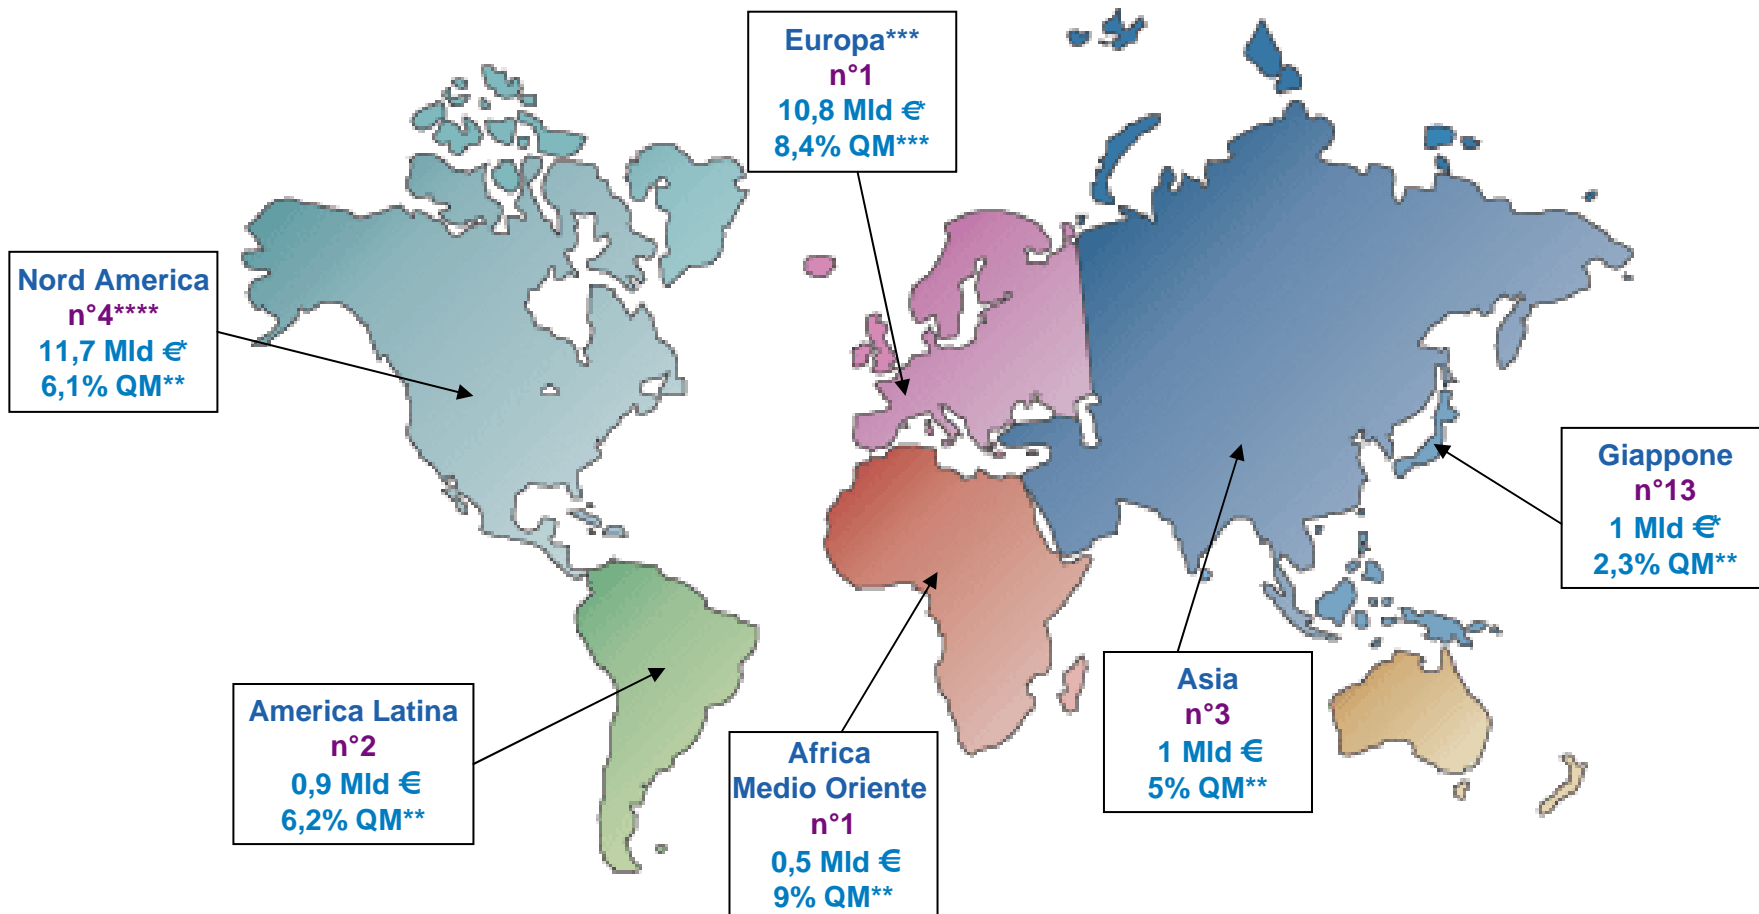 Europa***
n°1
10,8 Mld €*
8,4% QM***
Nord America
n°4****
11,7 Mld €*
6,1% QM**
Giappone
n°13
1 Mld €*
2,3% QM**
Asia
n°3
1 Mld €
5% QM**
America Latina
n°2
0,9 Mld €
6,2% QM**
Africa
Medio Oriente
n°1
0,5 Mld €
9% QM**